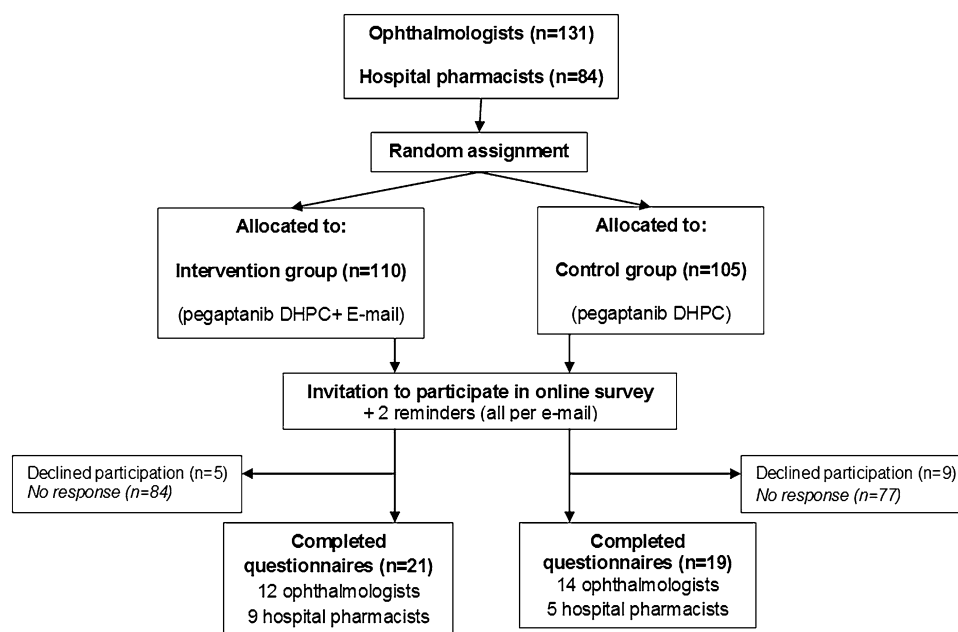 Ophthalmologists (n=131)
Hospital pharmacists (n=84)
Random assignment
Allocated to:
Intervention group (n=110)
(pegaptanib DHPC+ E-mail)
Allocated to:
Control group (n=105)
(pegaptanib DHPC)
Invitation to participate in online survey
+ 2 reminders (all per e-mail)
Declined participation (n=5)
No response (n=84)
Declined participation (n=9)
No response (n=77)
Completed
questionnaires (n=21)
12 ophthalmologists
9 hospital pharmacists
Completed
questionnaires (n=19)
14 ophthalmologists
5 hospital pharmacists